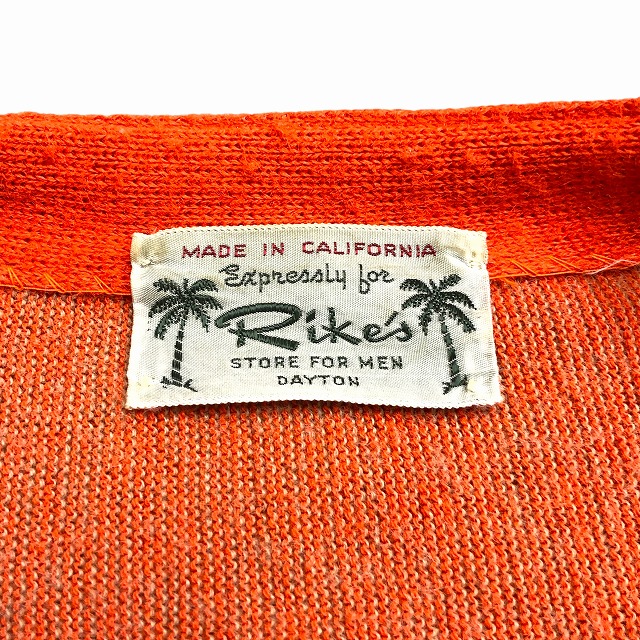 MADE IN CALIFORNIA
Expressly for
Rike's
STORE FOR MEN
DAYTON